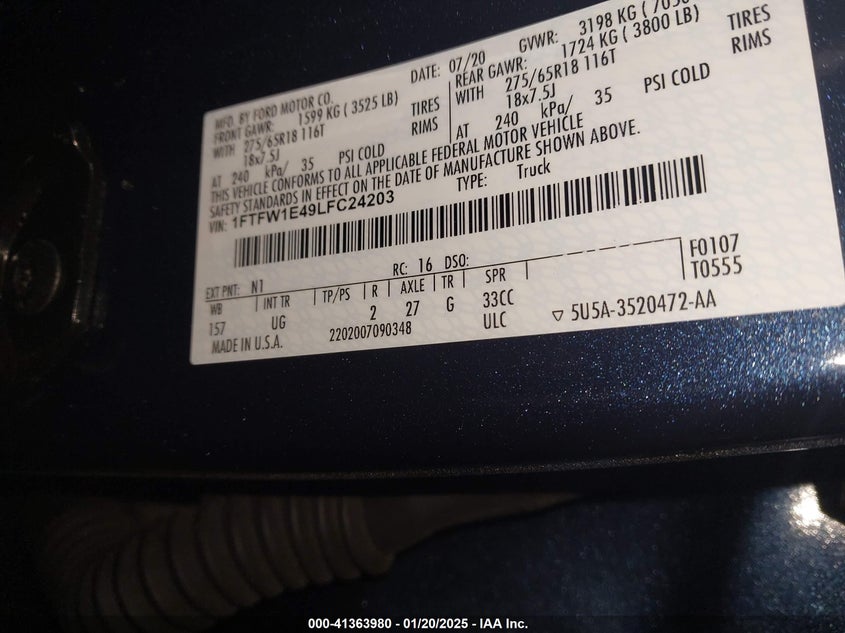 MFD. BY FORD MOTOR CO. DATE: 07/20 GVWR: 3198 KG (
FRONT GAWR: 1599 KG ( 3525 LB) REAR GAWR: 1724 KG ( 3800 LB)
WITH 275/65R18 116T TIRES WITH 275/65R18 116T TIRES
18x7.5J RIMS 18x7.5J RIMS
AT 240 kPa/ 35 PSI COLD AT 240 kPa/ 35 PSI COLD
THIS VEHICLE CONFORMS TO ALL APPLICABLE FEDERAL MOTOR VEHICLE
SAFETY STANDARDS IN EFFECT ON THE DATE OF MANUFACTURE SHOWN ABOVE.
VIN: 1FTFW1E49LFC24203 TYPE: Truck
EXT PNT: N1 RC: 16 DSO: F0107
WB INT TR TP/PS R AXLE TR SPR T0555
157 UG 2 27 G 33CC
ULC ▽ 5U5A-3520472-AA
MADE IN U.S.A. 2202007090348
000-41363980 - 01/20/2025 - IAA Inc.